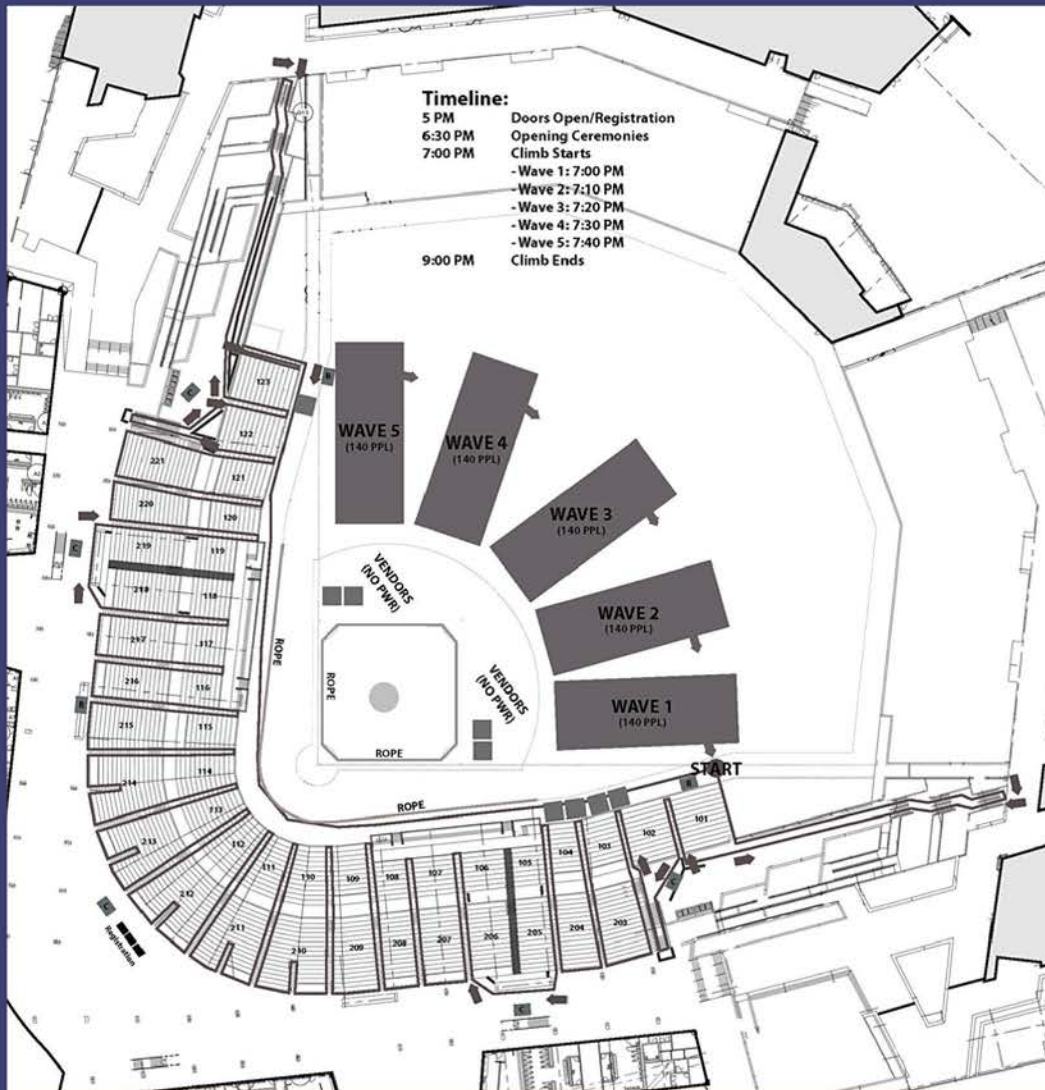 Timeline:
5 PM Doors Open/Registration
6:30 PM Opening Ceremonies
7:00 PM Climb Starts
- Wave 1: 7:00 PM
- Wave 2: 7:10 PM
- Wave 3: 7:20 PM
- Wave 4: 7:30 PM
- Wave 5: 7:40 PM
9:00 PM Climb Ends
123
122
221
121
220
120
219
119
218
118
217
117
216
116
215
115
214
114
213
113
212
112
211
111
210
110
209
109
208
108
207
107
206
106
205
105
204
104
203
103
102
101
WAVE 5
(140 PPL)
WAVE 4
(140 PPL)
WAVE 3
(140 PPL)
WAVE 2
(140 PPL)
WAVE 1
(140 PPL)
VENDORS
(NO PWR)
VENDORS
(NO PWR)
ROPE
ROPE
ROPE
ROPE
START
R
R
R
C
C
C
C
C
Registration